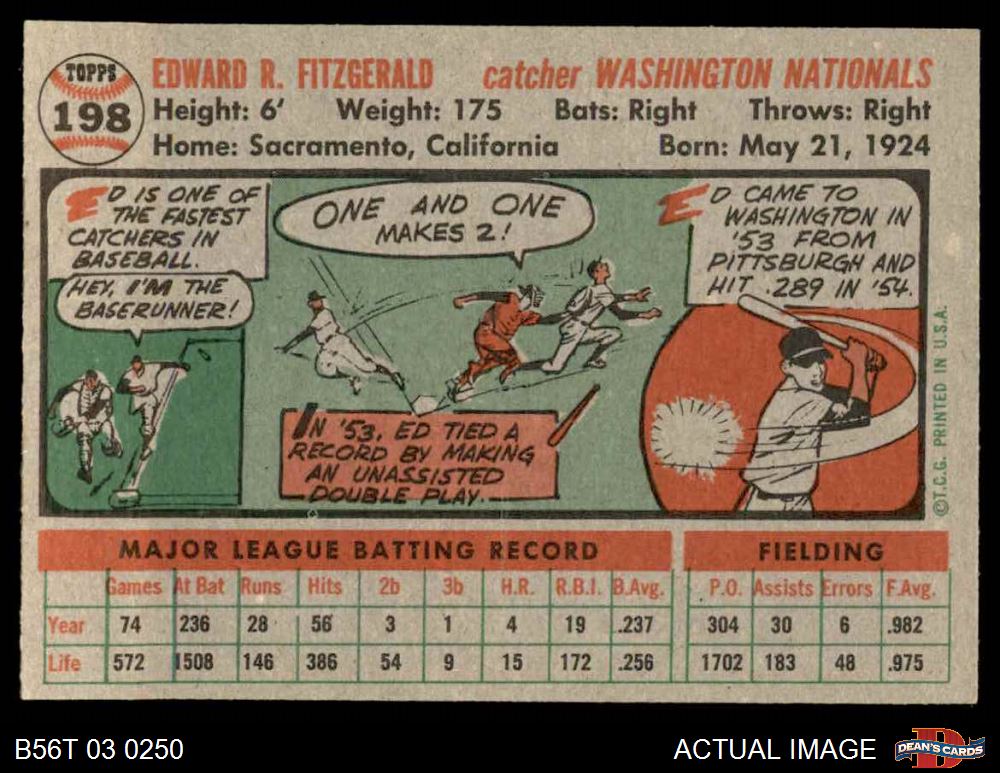 TOPPS
198
EDWARD R. FITZGERALD catcher WASHINGTON NATIONALS
Height: 6' Weight: 175 Bats: Right Throws: Right
Home: Sacramento, California Born: May 21, 1924
ED IS ONE OF
THE FASTEST
CATCHERS IN
BASEBALL.
HEY, I'M THE
BASERUNNER!
ONE AND ONE
MAKES 2!
IN '53, ED TIED A
RECORD BY MAKING
AN UNASSISTED
DOUBLE PLAY.
ED CAME TO
WASHINGTON IN
'53 FROM
PITTSBURGH AND
HIT .289 IN '54.
©T.C.G. PRINTED IN U.S.A.
MAJOR LEAGUE BATTING RECORD FIELDING
Games At Bat Runs Hits 2b 3b H.R. R.B.I. B.Avg. P.O. Assists Errors F.Avg.
Year 74 236 28 56 3 1 4 19 .237 304 30 6 .982
Life 572 1508 146 386 54 9 15 172 .256 1702 183 48 .975
B56T 03 0250 ACTUAL IMAGE
D
DEAN'S CARDS